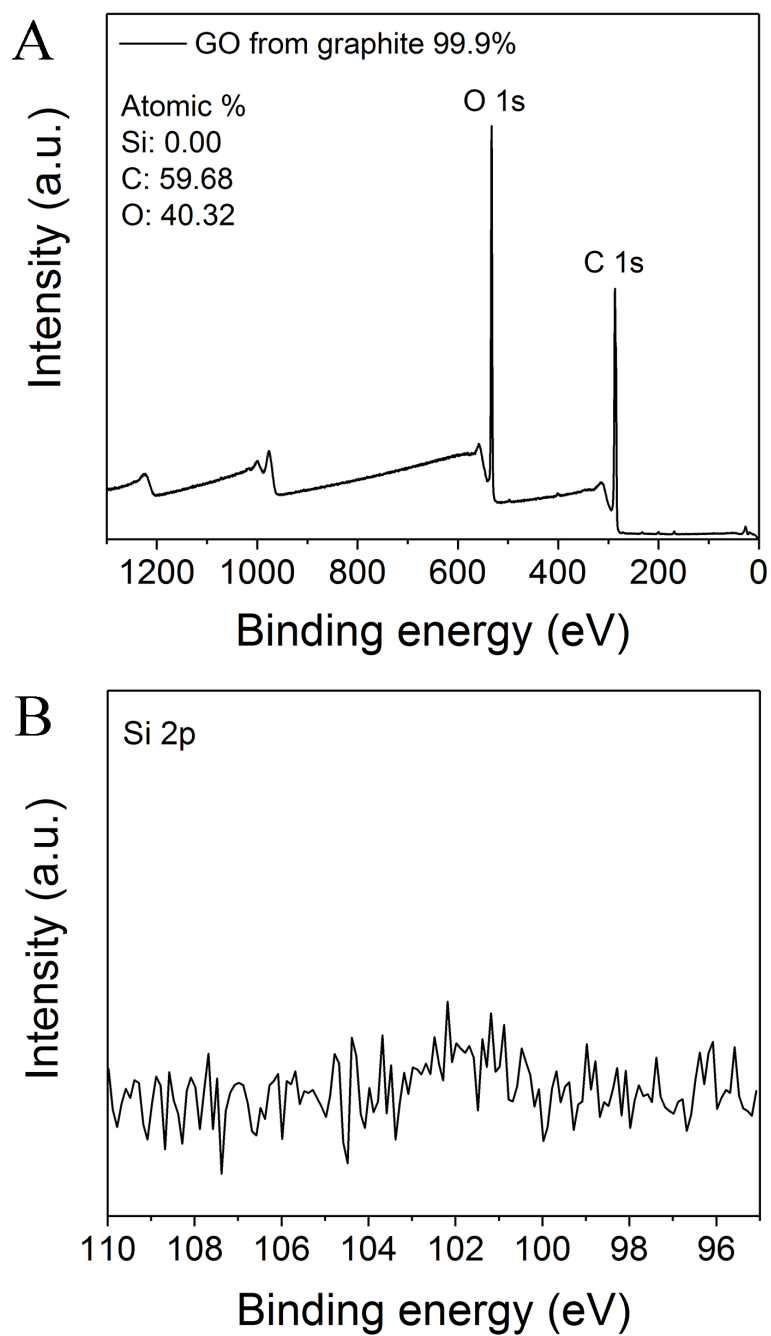 A
GO from graphite 99.9%
Atomic %
Si: 0.00
C: 59.68
O: 40.32
O 1s
C 1s
Intensity (a.u.)
1200 1000 800 600 400 200 0
Binding energy (eV)
B
Si 2p
Intensity (a.u.)
110 108 106 104 102 100 98 96
Binding energy (eV)